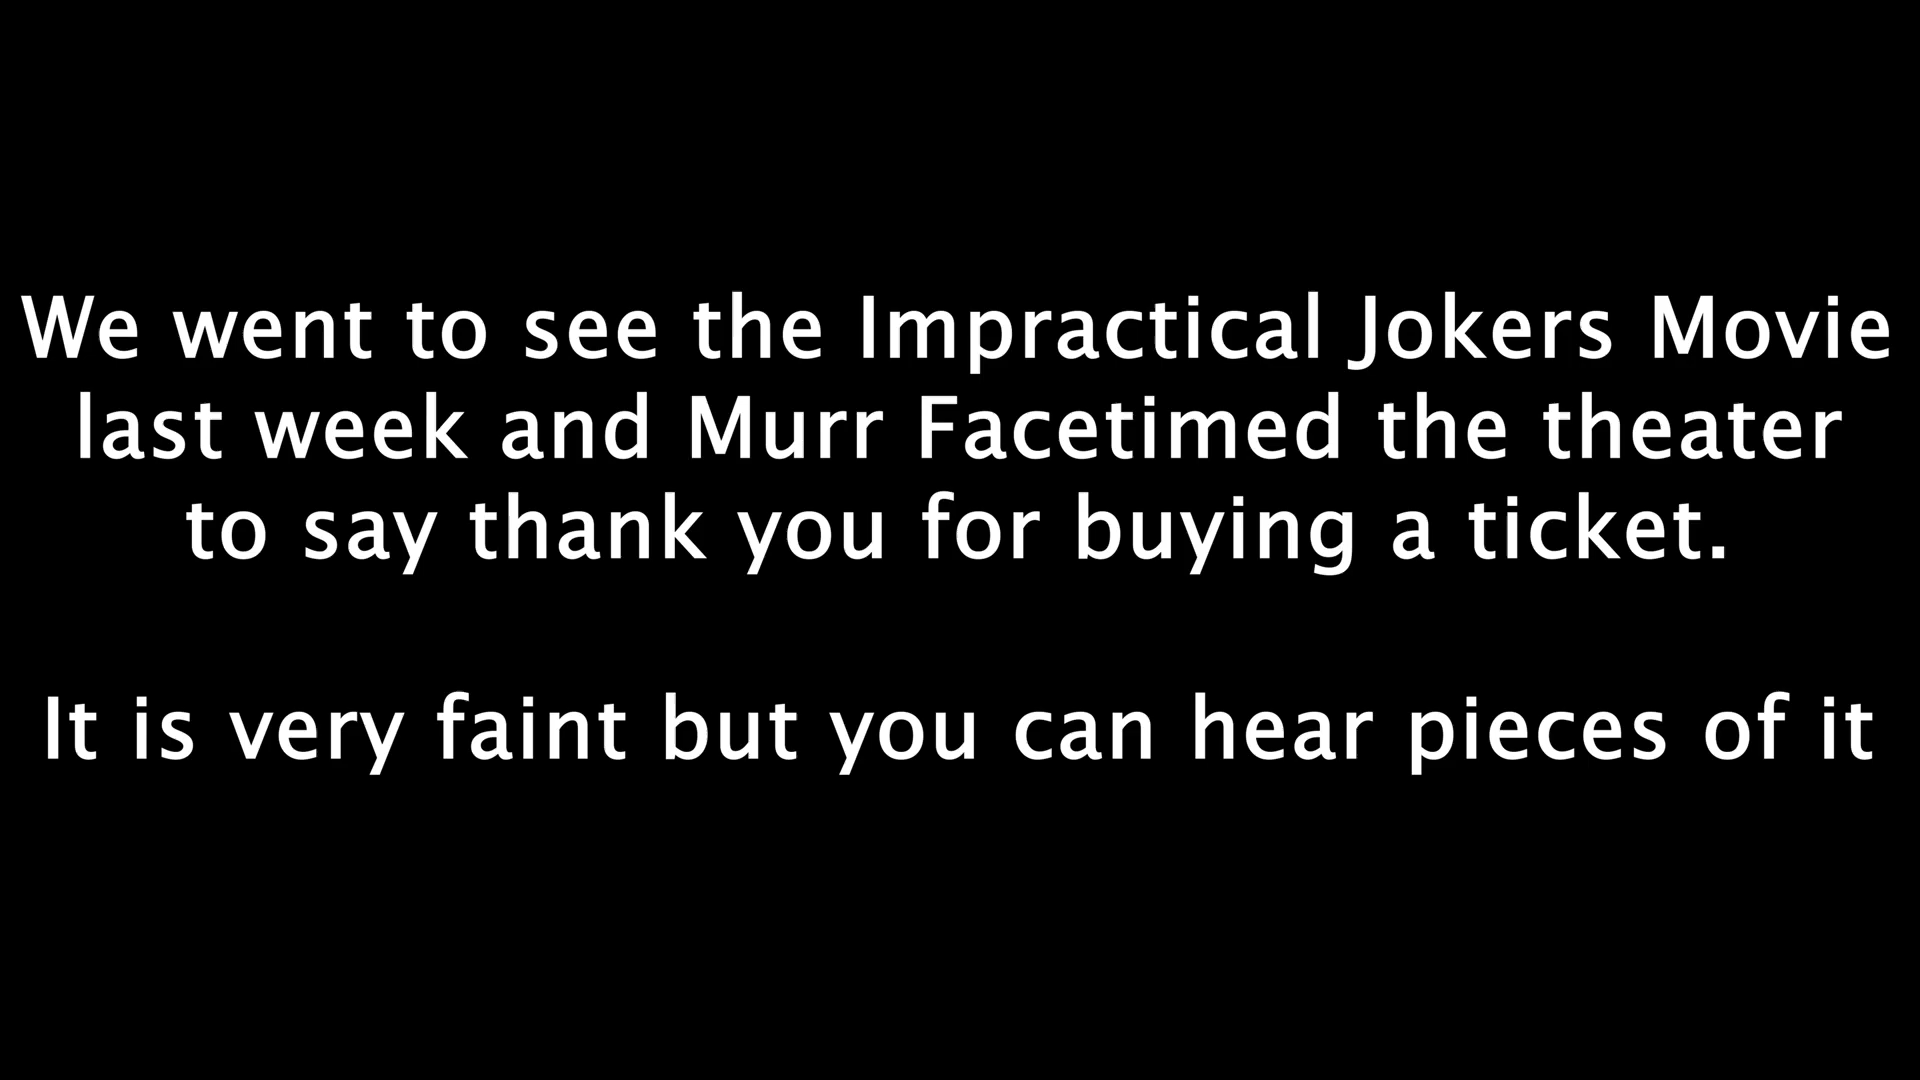 We went to see the Impractical Jokers Movie
last week and Murr Facetimed the theater
to say thank you for buying a ticket.
It is very faint but you can hear pieces of it